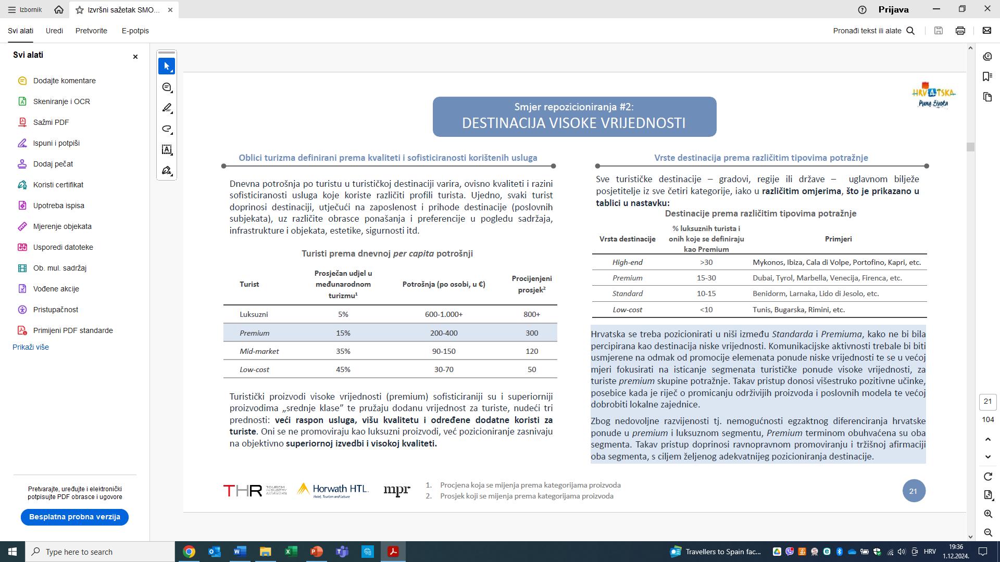 Izbornik
Izvršni sažetak SMO...
Prijava
Svi alati
Uredi
Pretvorite
E-potpis
Pronađi tekst ili alate
Svi alati
Dodajte komentare
Skeniranje i OCR
Sažmi PDF
Ispuni i potpiši
Dodaj pečat
Koristi certifikat
Upotreba ispisa
Mjerenje objekata
Usporedi datoteke
Ob. mul. sadržaj
Vođene akcije
Pristupačnost
Primijeni PDF standarde
Prikaži više
Pretvarajte, uređujte i elektronički
potpisujte PDF obrasce i ugovore
Besplatna probna verzija
HRVATSKA
Puna života
Smjer repozicioniranja #2:
DESTINACIJA VISOKE VRIJEDNOSTI
Oblici turizma definirani prema kvaliteti i sofisticiranosti korištenih usluga
Dnevna potrošnja po turistu u turističkoj destinaciji varira, ovisno kvaliteti i razini
sofisticiranosti usluga koje koriste različiti profili turista. Ujedno, svaki turist
doprinosi destinaciji, utječući na zaposlenost i prihode destinacije (poslovnih
subjekata), uz različite obrasce ponašanja i preferencije u pogledu sadržaja,
infrastrukture i objekata, estetike, sigurnosti itd.
Turisti prema dnevnoj per capita potrošnji
Turist
Prosječan udjel u
međunarodnom
turizmu1
Potrošnja (po osobi, u €)
Procijenjeni
prosjek2
Luksuzni 5% 600-1.000+ 800+
Premium 15% 200-400 300
Mid-market 35% 90-150 120
Low-cost 45% 30-70 50
Turistički proizvodi visoke vrijednosti (premium) sofisticiraniji su i superiorniji
proizvodima „srednje klase” te pružaju dodanu vrijednost za turiste, nudeći tri
prednosti: veći raspon usluga, višu kvalitetu i određene dodatne koristi za
turiste. Oni se ne promoviraju kao luksuzni proizvodi, već pozicioniranje zasnivaju
na objektivno superiornoj izvedbi i visokoj kvaliteti.
Vrste destinacija prema različitim tipovima potražnje
Sve turističke destinacije – gradovi, regije ili države – uglavnom bilježe
posjetitelje iz sve četiri kategorije, iako u različitim omjerima, što je prikazano u
tablici u nastavku:
Destinacije prema različitim tipovima potražnje
Vrsta destinacije
% luksuznih turista i
onih koje se definiraju
kao Premium
Primjeri
High-end >30 Mykonos, Ibiza, Cala di Volpe, Portofino, Kapri, etc.
Premium 15-30 Dubai, Tyrol, Marbella, Venecija, Firenca, etc.
Standard 10-15 Benidorm, Larnaka, Lido di Jesolo, etc.
Low-cost <10 Tunis, Bugarska, Rimini, etc.
Hrvatska se treba pozicionirati u niši između Standarda i Premiuma, kako ne bi bila
percipirana kao destinacija niske vrijednosti. Komunikacijske aktivnosti trebale bi biti
usmjerene na odmak od promocije elemenata ponude niske vrijednosti te se u većoj
mjeri fokusirati na isticanje segmenata turističke ponude visoke vrijednosti, za
turiste premium skupine potražnje. Takav pristup donosi višestruko pozitivne učinke,
posebice kada je riječ o promicanju održivijih proizvoda i poslovnih modela te većoj
dobrobiti lokalne zajednice.
Zbog nedovoljne razvijenosti tj. nemogućnosti egzaktnog diferenciranja hrvatske
ponude u premium i luksuznom segmentu, Premium terminom obuhvaćena su oba
segmenta. Takav pristup doprinosi ravnopravnom promoviranju i tržišnoj afirmaciji
oba segmenta, s ciljem željenog adekvatnijeg pozicioniranja destinacije.
THR TOURISM
INDUSTRY
ADVISORS
Horwath HTL.
Hotel, Tourism and Leisure
mpr
1. Procjena koja se mijenja prema kategorijama proizvoda
2. Prosjek koji se mijenja prema kategorijama proizvoda
21
21
104
Type here to search
Travellers to Spain fac...
HRV
19:36
1.12.2024.